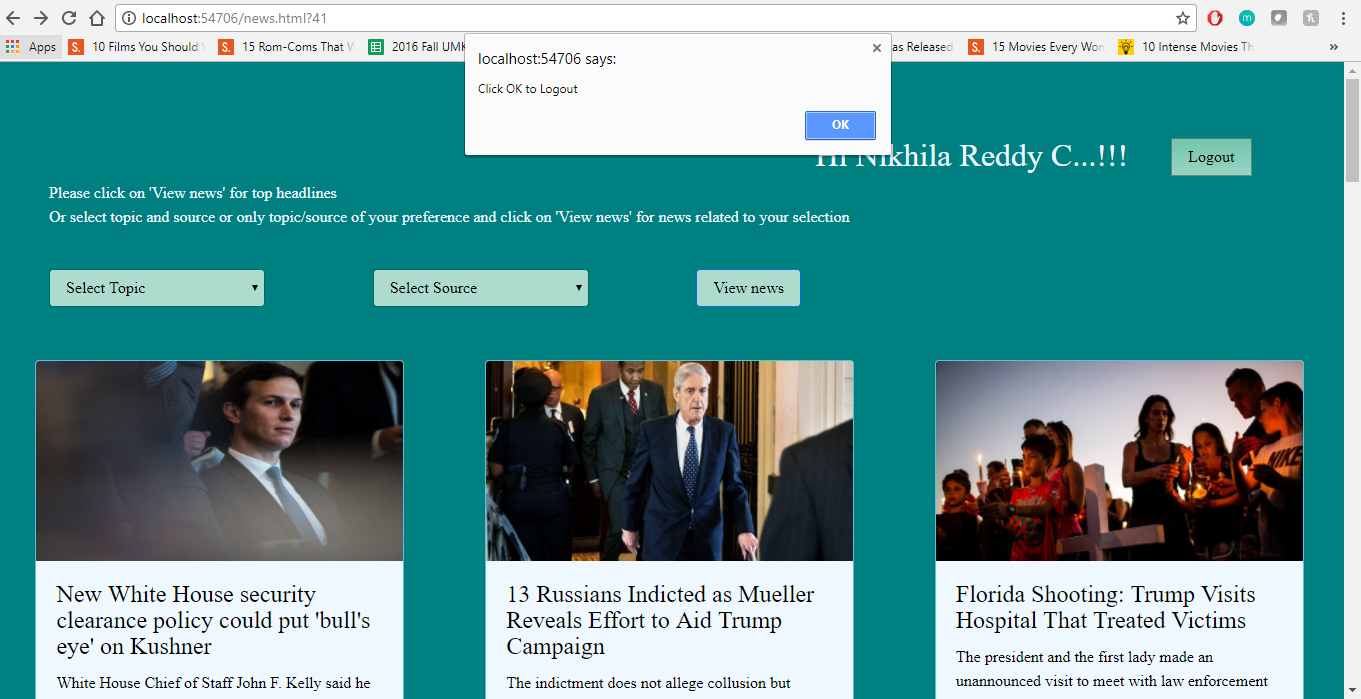 localhost:54706/news.html?41
Apps
10 Films You Should
15 Rom-Coms That
2016 Fall UMK
as Released
15 Movies Every Wom
10 Intense Movies Th
»
localhost:54706 says:
Click OK to Logout
OK
Hi Nikhila Reddy C...!!!
Logout
Please click on 'View news' for top headlines
Or select topic and source or only topic/source of your preference and click on 'View news' for news related to your selection
Select Topic
Select Source
View news
NIKE
New White House security
clearance policy could put 'bull's
eye' on Kushner
White House Chief of Staff John F. Kelly said he
13 Russians Indicted as Mueller
Reveals Effort to Aid Trump
Campaign
The indictment does not allege collusion but
Florida Shooting: Trump Visits
Hospital That Treated Victims
The president and the first lady made an
unannounced visit to meet with law enforcement